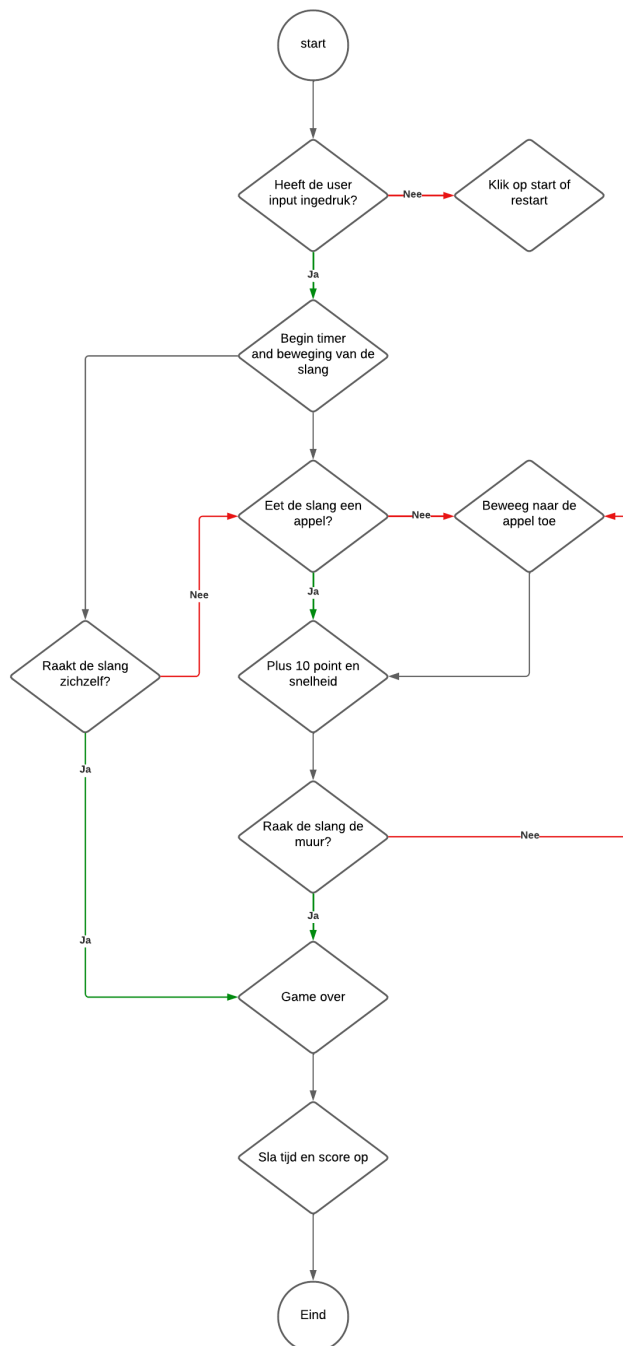 start
Heeft de user
input ingedruk?
Nee
Klik op start of
restart
Ja
Begin timer
and beweging van de
slang
Eet de slang een
appel?
Nee
Beweeg naar de
appel toe
Ja
Nee
Raakt de slang
zichzelf?
Plus 10 point en
snelheid
Ja
Raak de slang de
muur?
Nee
Ja
Ja
Game over
Sla tijd en score op
Eind